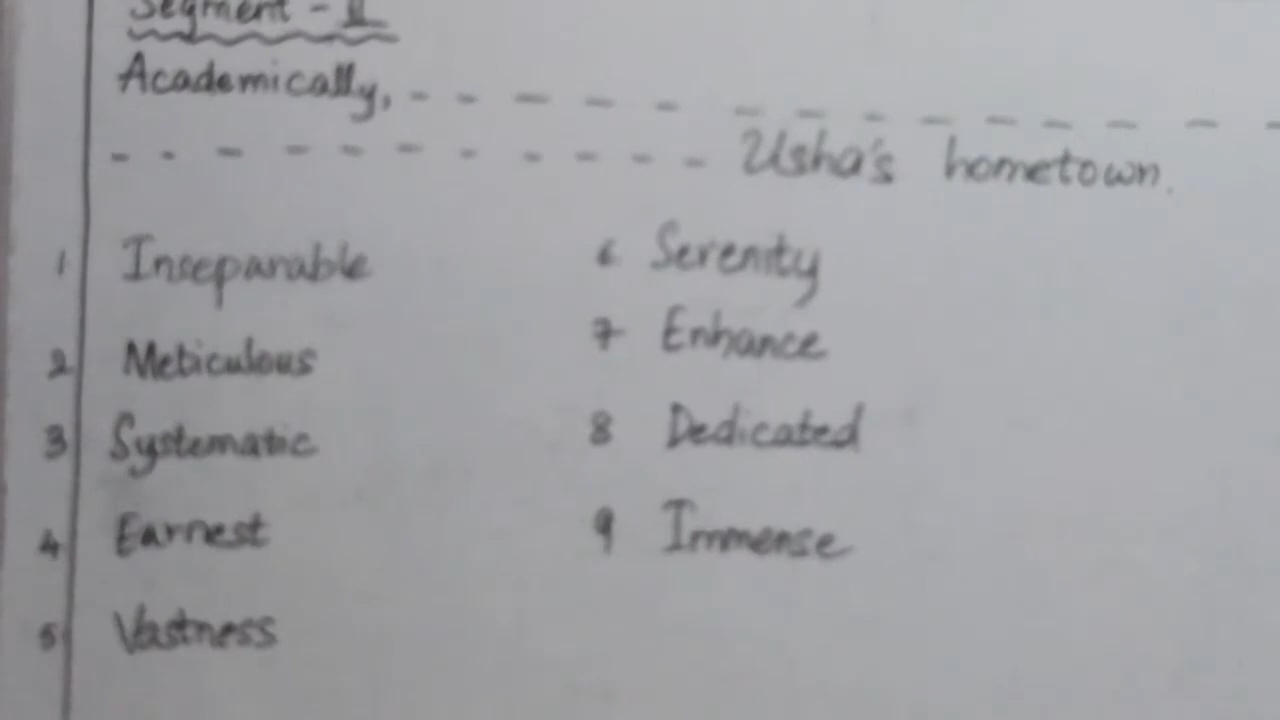 Segment - II
Academically, - - - - - - - - - - - - - -
- - - - - - - - - - - Usha's hometown.
1 Inseparable
2 Meticulous
3 Systematic
4 Earnest
5 Vastness
6 Serenity
7 Enhance
8 Dedicated
9 Immense